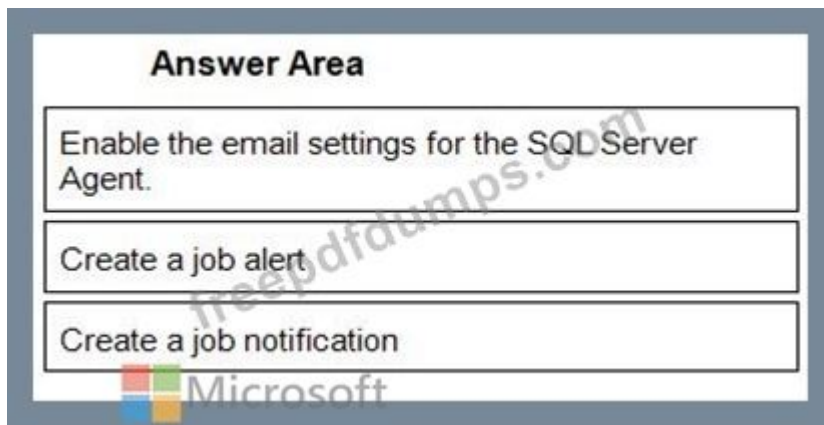 Answer Area
Enable the email settings for the SQL Server
Agent.
Create a job alert
Create a job notification
freepdfdumps.com
Microsoft